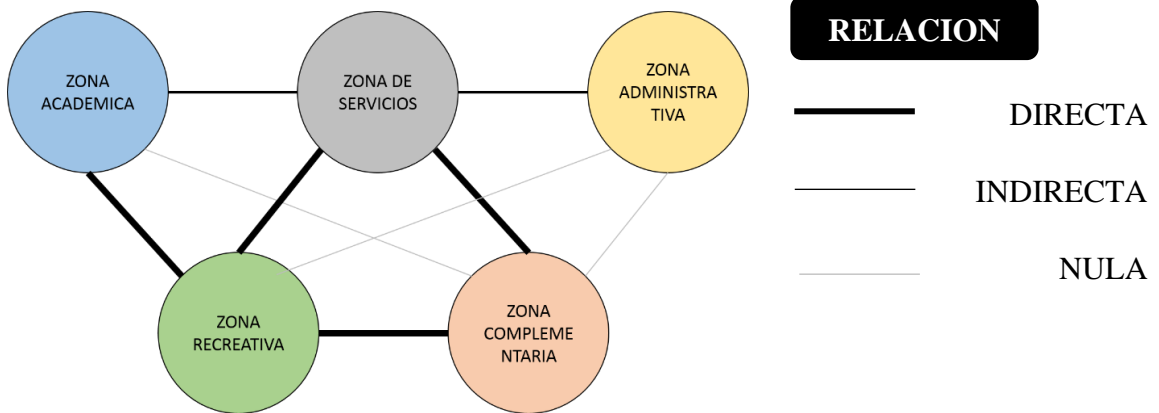 ZONA
ACADEMICA
ZONA DE
SERVICIOS
ZONA
ADMINISTRA
TIVA
ZONA
RECREATIVA
ZONA
COMPLEME
NTARIA
RELACION
DIRECTA
INDIRECTA
NULA